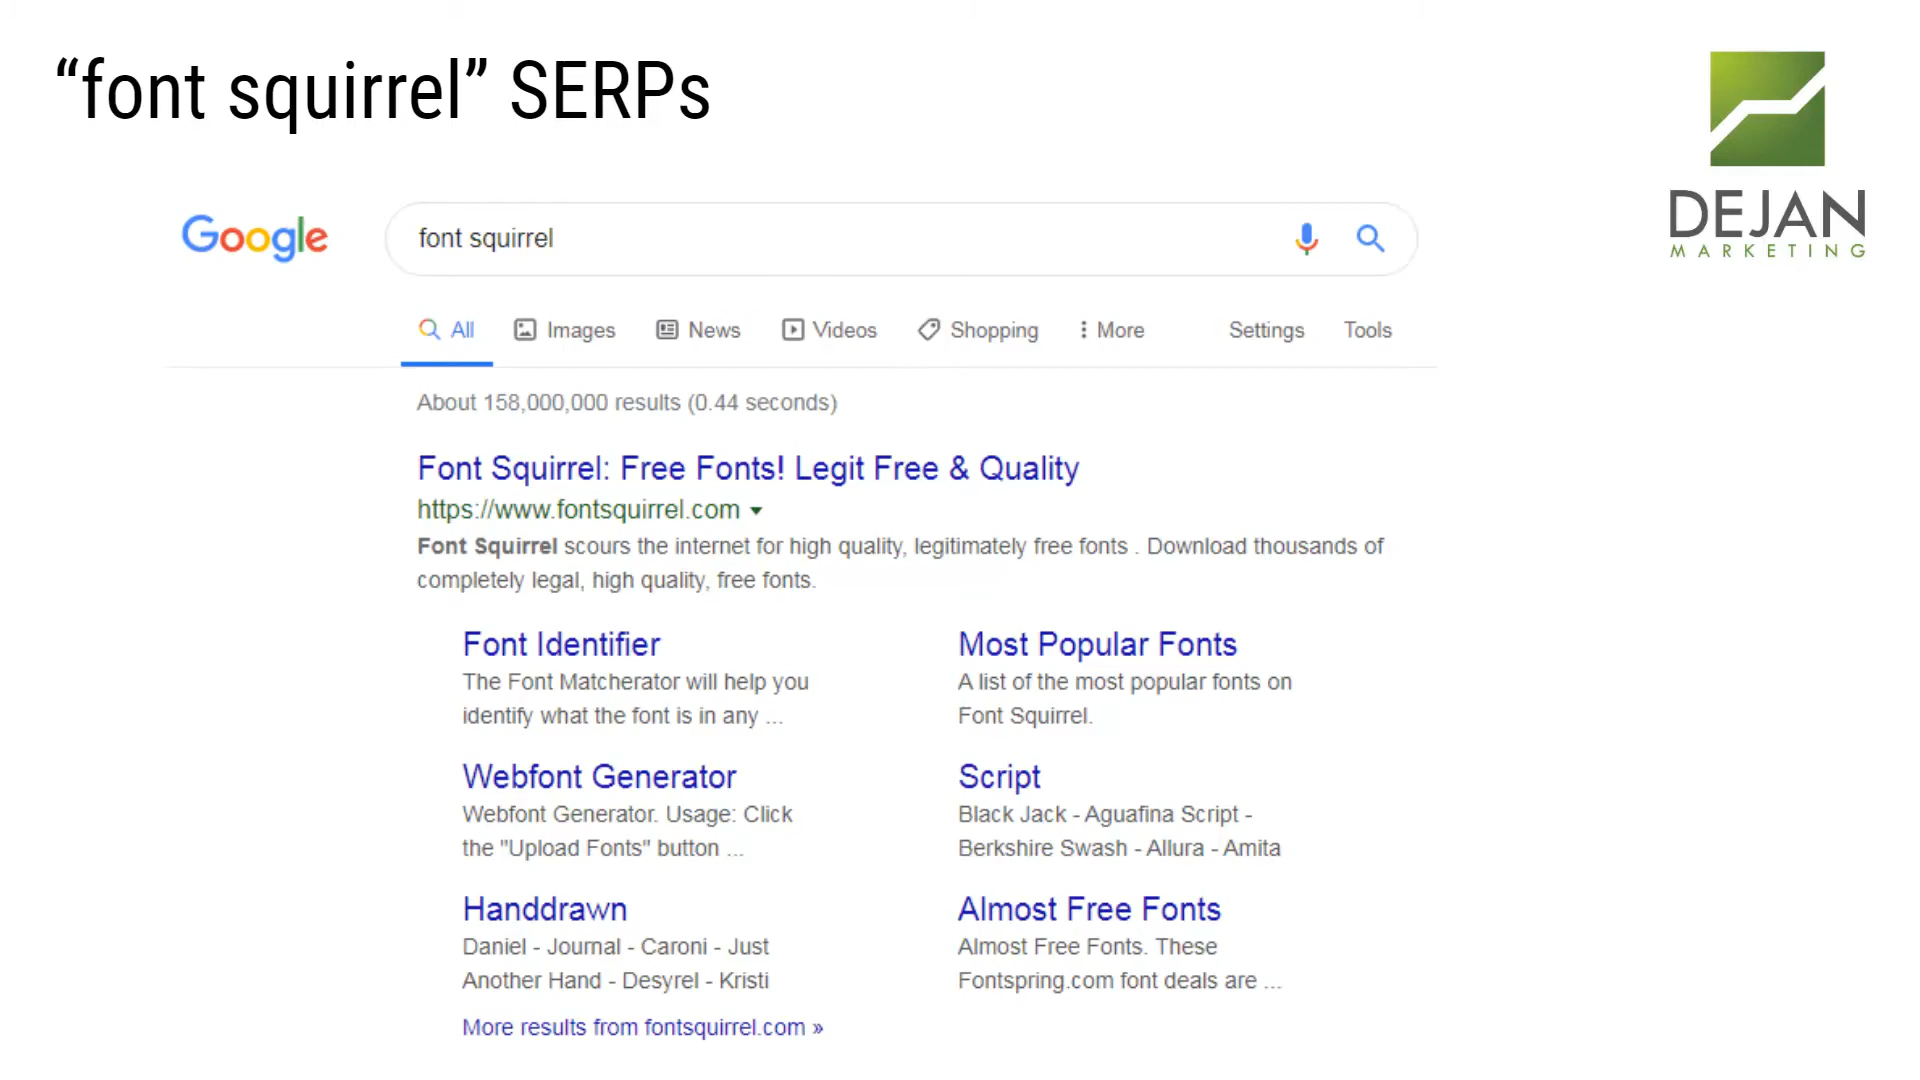 “font squirrel” SERPs
DEJAN
MARKETING
Google
font squirrel
All Images News Videos Shopping More Settings Tools
About 158,000,000 results (0.44 seconds)
Font Squirrel: Free Fonts! Legit Free & Quality
https://www.fontsquirrel.com
Font Squirrel scours the internet for high quality, legitimately free fonts . Download thousands of
completely legal, high quality, free fonts.
Font Identifier
The Font Matcherator will help you
identify what the font is in any ...
Most Popular Fonts
A list of the most popular fonts on
Font Squirrel.
Webfont Generator
Webfont Generator. Usage: Click
the "Upload Fonts" button ...
Script
Black Jack - Aguafina Script -
Berkshire Swash - Allura - Amita
Handdrawn
Daniel - Journal - Caroni - Just
Another Hand - Desyrel - Kristi
Almost Free Fonts
Almost Free Fonts. These
Fontspring.com font deals are ...
More results from fontsquirrel.com »